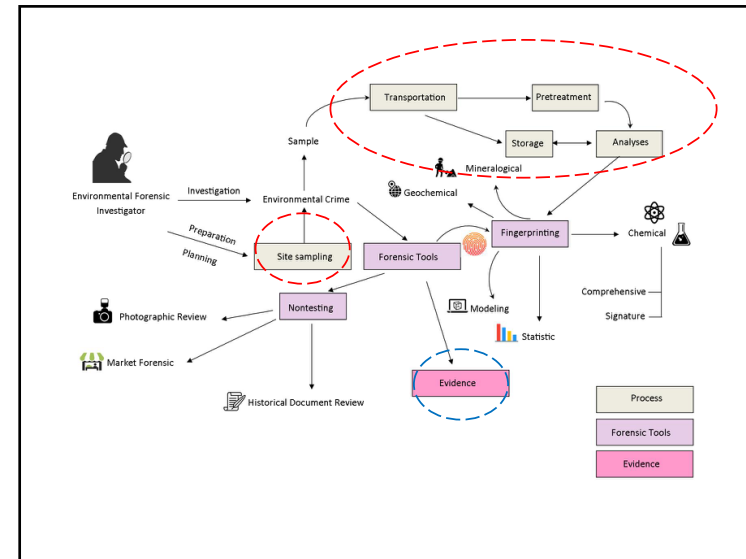 Transportation
Pretreatment
Sample
Storage
Analyses
Mineralogical
Geochemical
Investigation
Environmental Forensic
Investigator
Environmental Crime
Fingerprinting
Chemical
Preparation
Planning
Site sampling
Forensic Tools
Comprehensive
Nontesting
Modeling
Photographic Review
Signature
Statistic
Market Forensic
Evidence
Historical Document Review
Process
Forensic Tools
Evidence